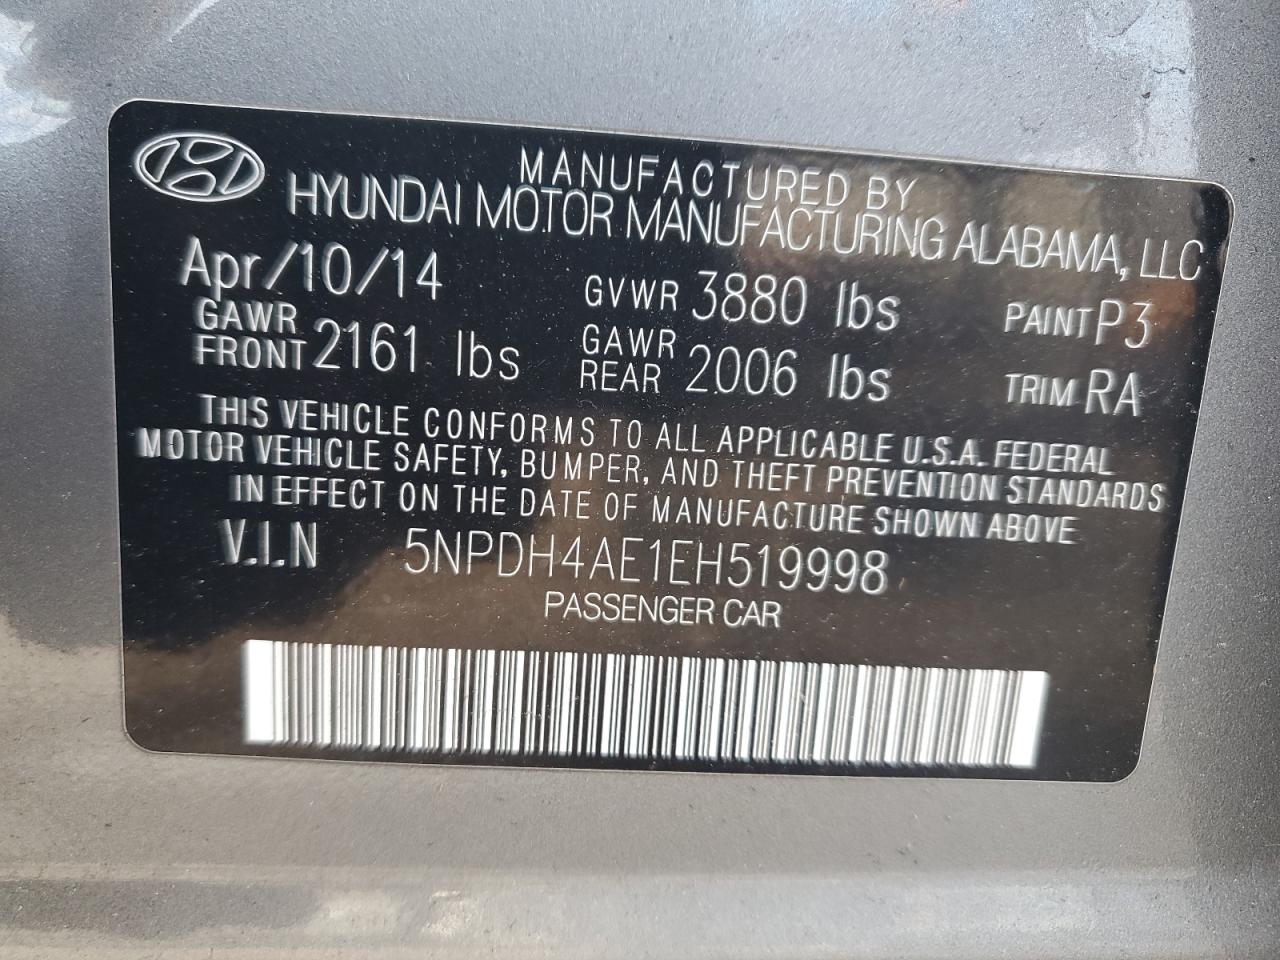 MANUFACTURED BY
HYUNDAI MOTOR MANUFACTURING ALABAMA, LLC
Apr/10/14 GVWR 3880 lbs PAINT P3
GAWR FRONT 2161 lbs GAWR REAR 2006 lbs TRIM RA
THIS VEHICLE CONFORMS TO ALL APPLICABLE U.S.A. FEDERAL
MOTOR VEHICLE SAFETY, BUMPER, AND THEFT PREVENTION STANDARDS
IN EFFECT ON THE DATE OF MANUFACTURE SHOWN ABOVE
V.I.N 5NPDH4AE1EH519998
PASSENGER CAR